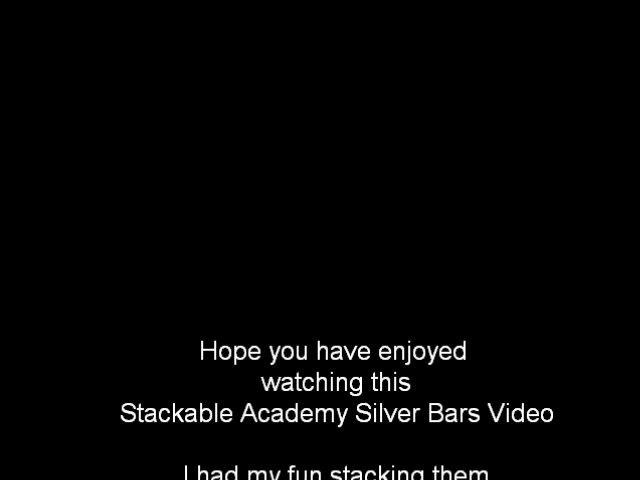 Hope you have enjoyed
watching this
Stackable Academy Silver Bars Video
I had my fun stacking them